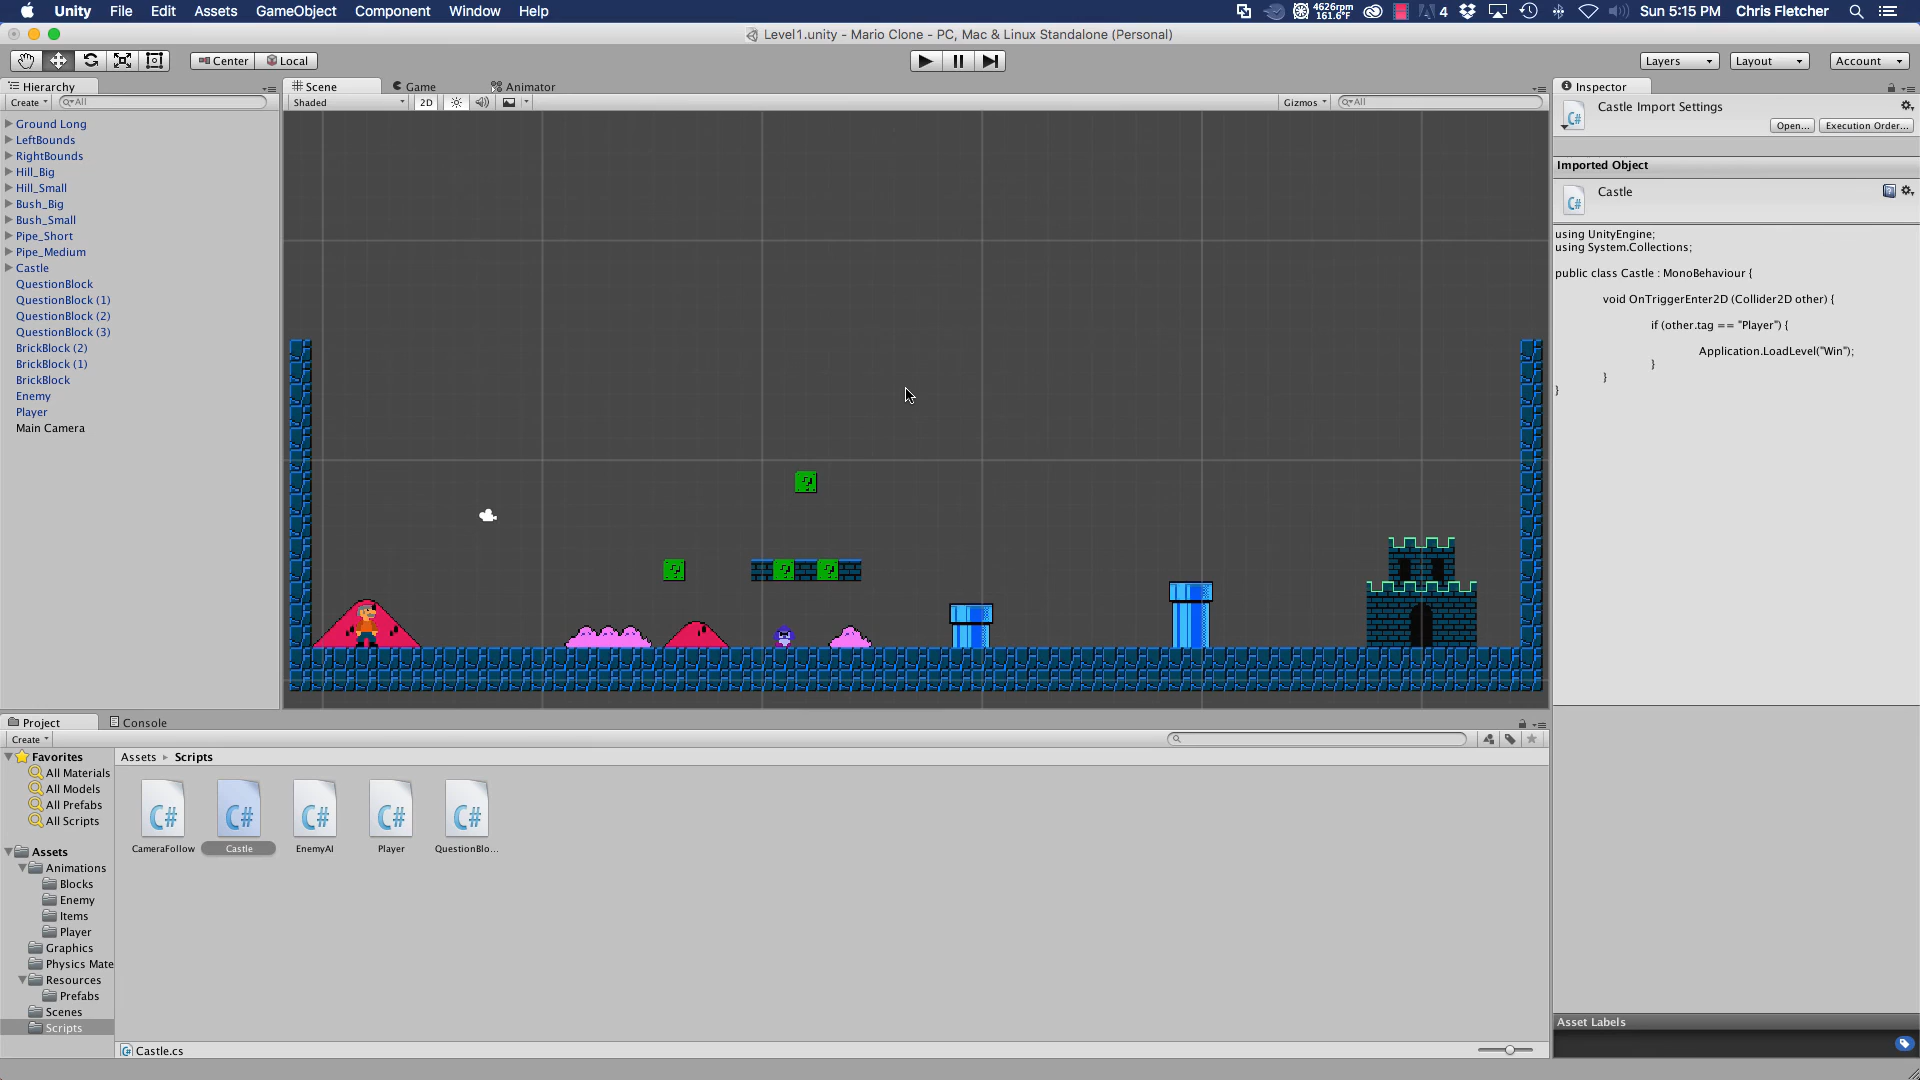 Unity File Edit Assets GameObject Component Window Help
4626rpm 161.6°F 4 Sun 5:15 PM Chris Fletcher
Level1.unity - Mario Clone - PC, Mac & Linux Standalone (Personal)
Center Local Layers Layout Account
Hierarchy
Create All
Ground Long
LeftBounds
RightBounds
Hill_Big
Hill_Small
Bush_Big
Bush_Small
Pipe_Short
Pipe_Medium
Castle
QuestionBlock
QuestionBlock (1)
QuestionBlock (2)
QuestionBlock (3)
BrickBlock (2)
BrickBlock (1)
BrickBlock
Enemy
Player
Main Camera
Scene Game Animator
Shaded 2D Gizmos All
?
?
?
?
Inspector
C# Castle Import Settings
Open... Execution Order...
Imported Object
C# Castle
using UnityEngine;
using System.Collections;
public class Castle : MonoBehaviour {
void OnTriggerEnter2D (Collider2D other) {
if (other.tag == "Player") {
Application.LoadLevel("Win");
}
}
}
Project Console
Create
Favorites
All Materials
All Models
All Prefabs
All Scripts
Assets
Animations
Blocks
Enemy
Items
Player
Graphics
Physics Mate
Resources
Prefabs
Scenes
Scripts
Assets Scripts
C# C# C# C# C#
CameraFollow Castle EnemyAI Player QuestionBlo...
Castle.cs
Asset Labels